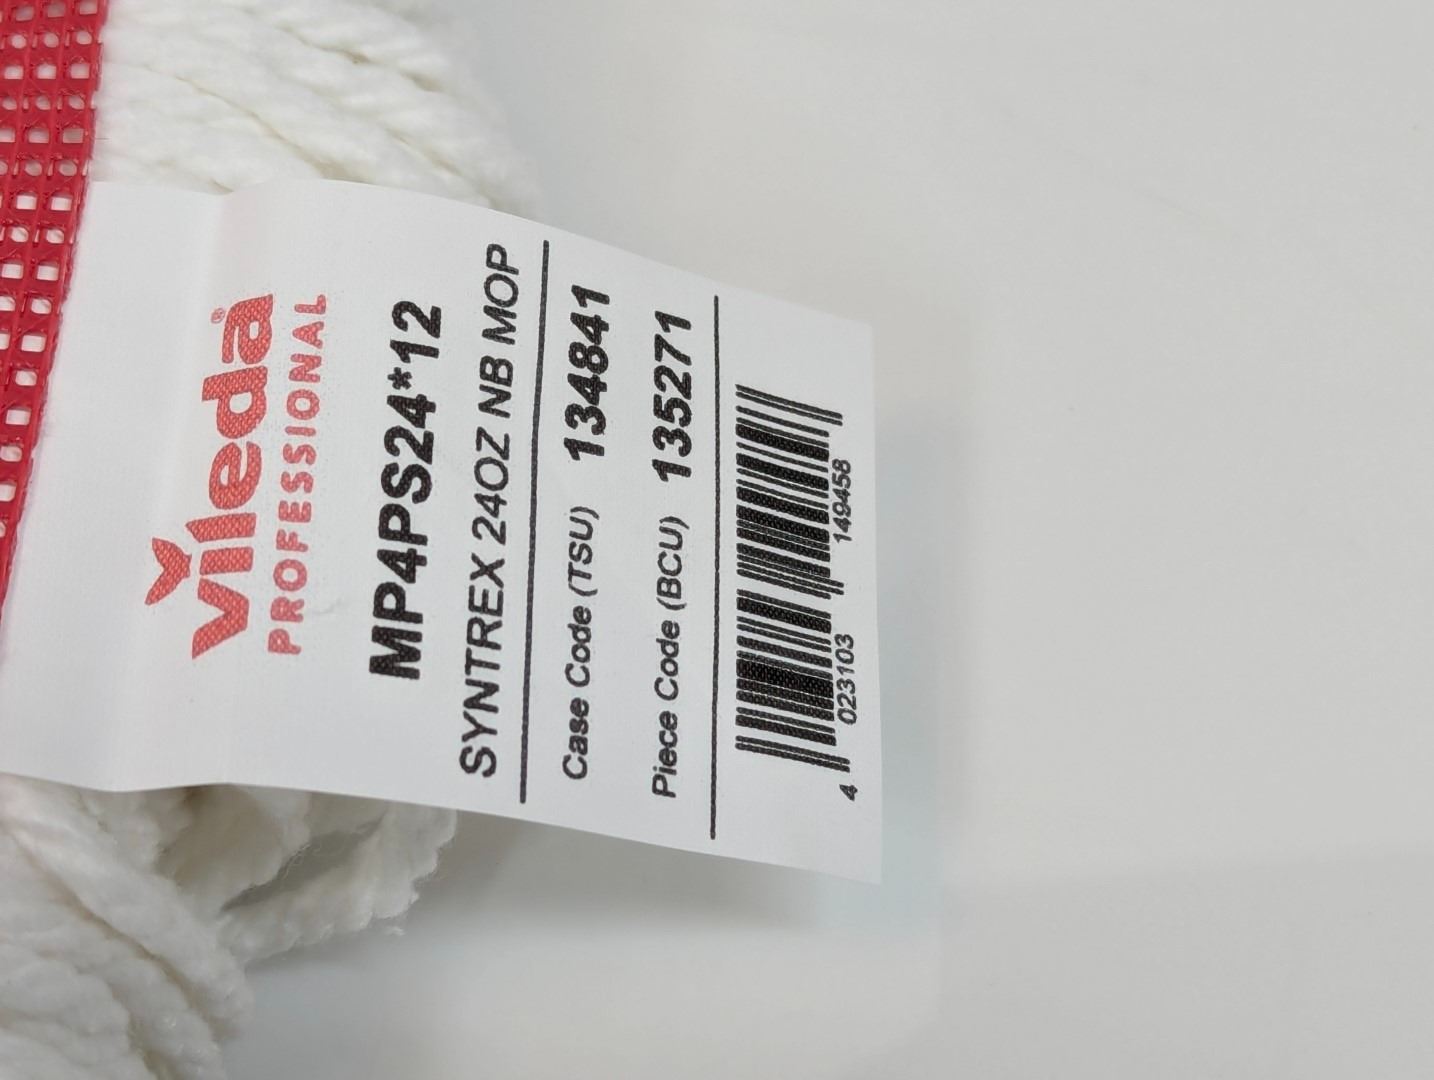 vileda®
PROFESSIONAL
MP4PS24*12
SYNTREX 24OZ NB MOP
Case Code (TSU) 134841
Piece Code (BCU) 135271
4 023103 149458